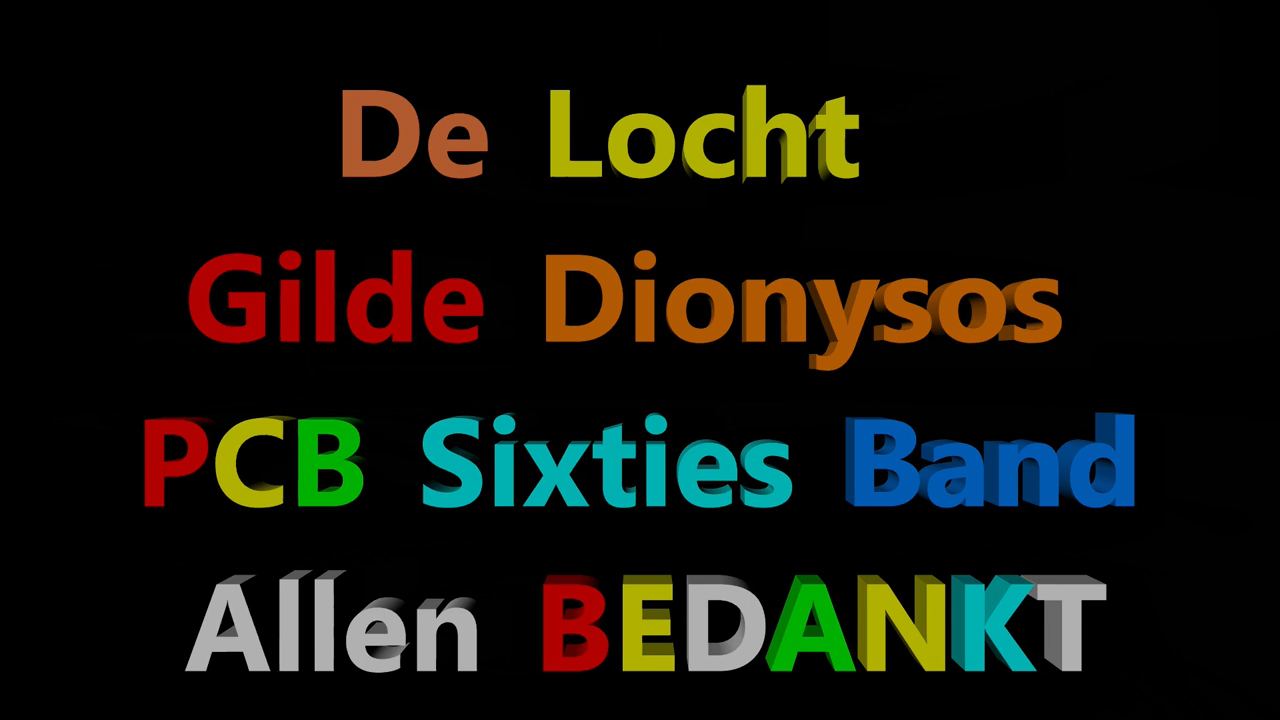 De Locht
Gilde Dionysos
PCB Sixties Band
Allen BEDANKT